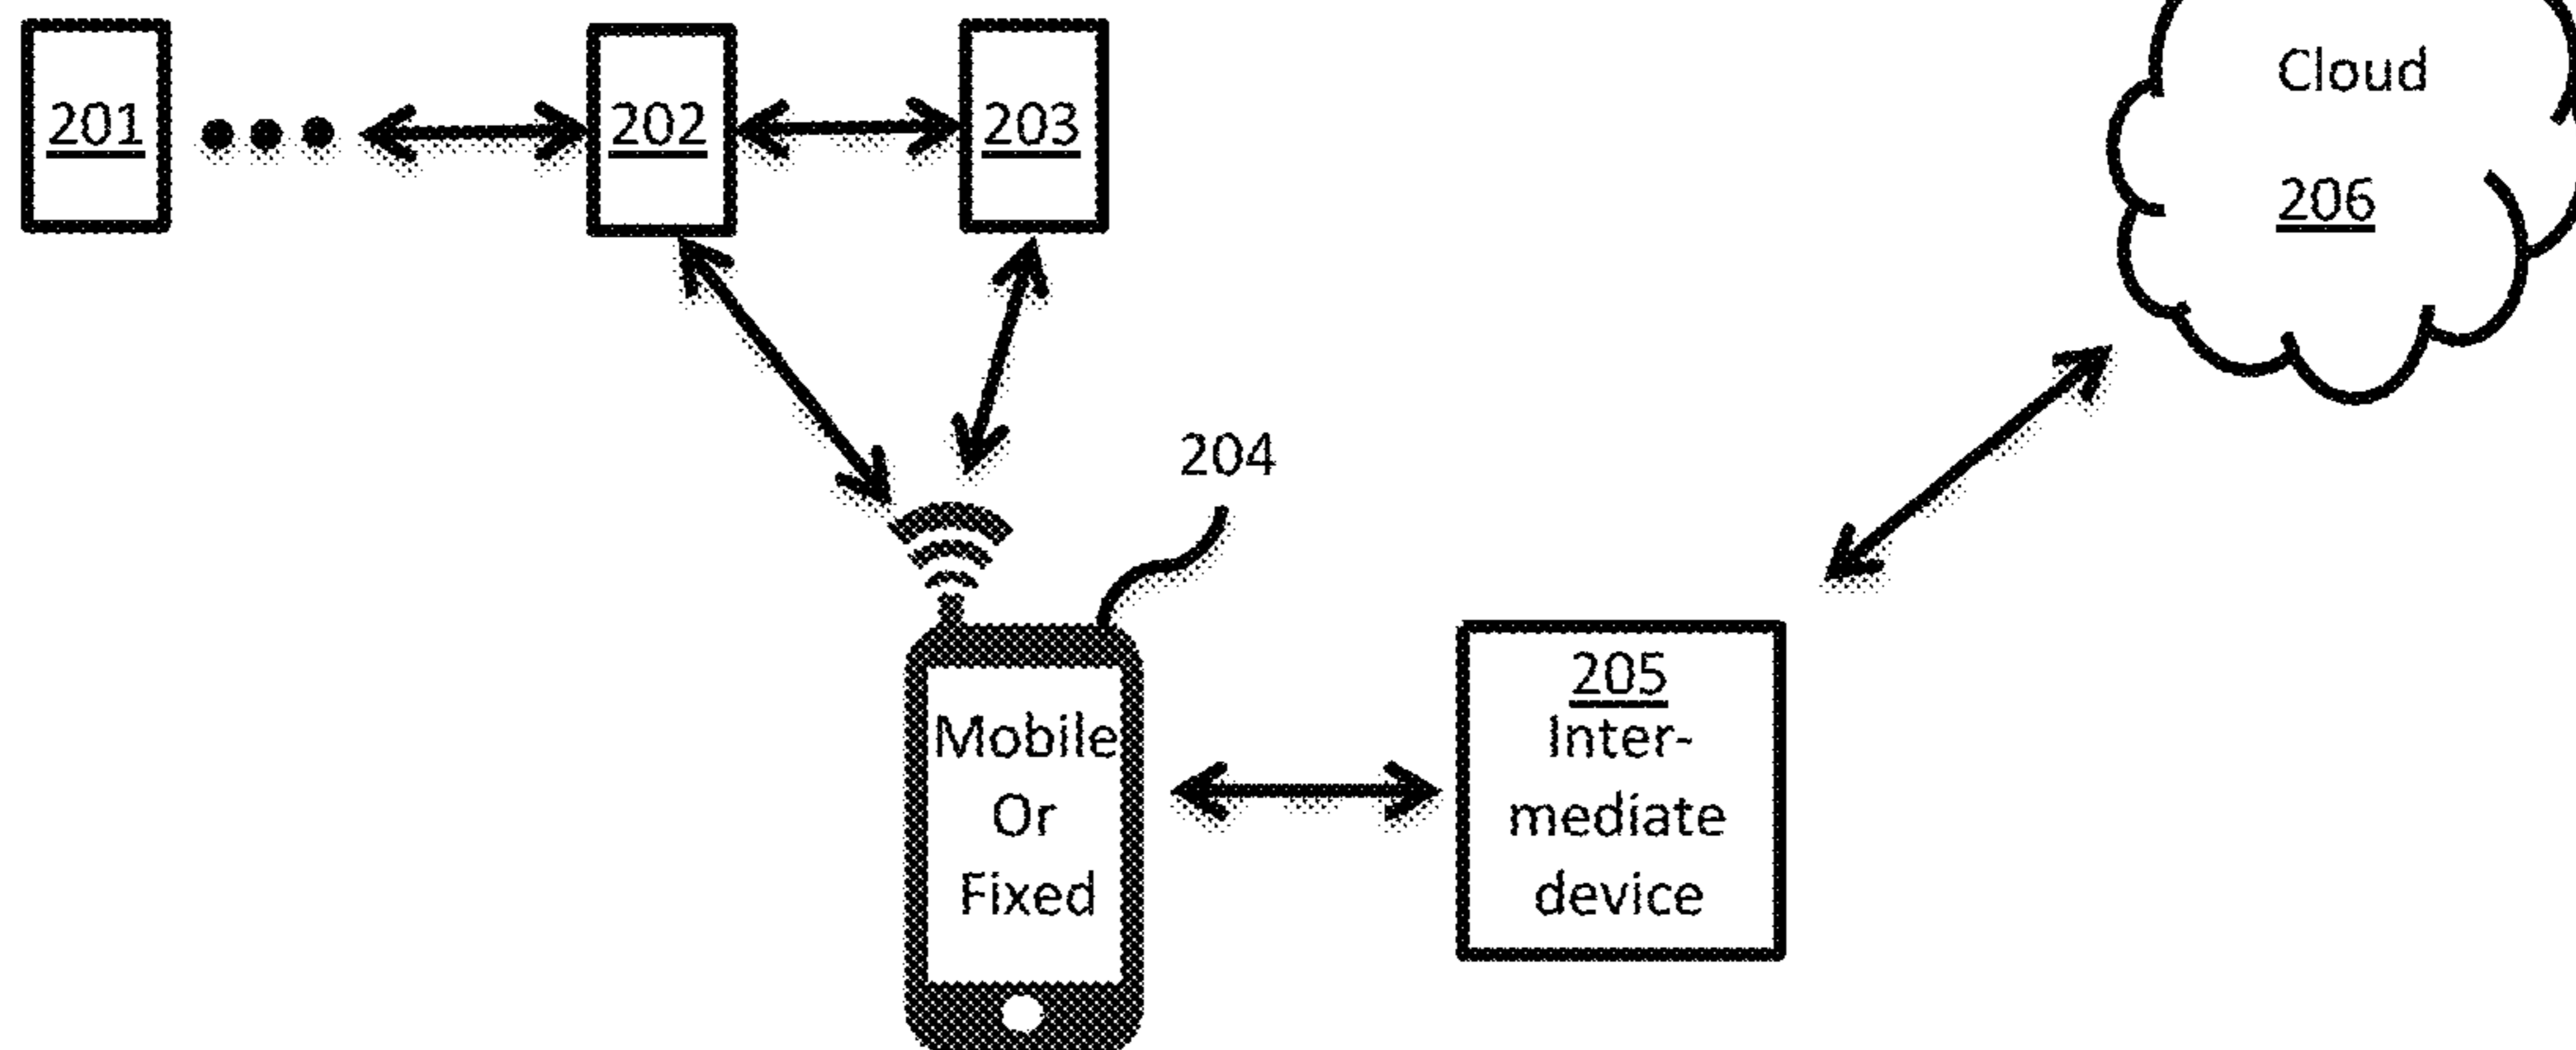 201
202
203
Cloud
206
204
Mobile
Or
Fixed
205
Inter-
mediate
device